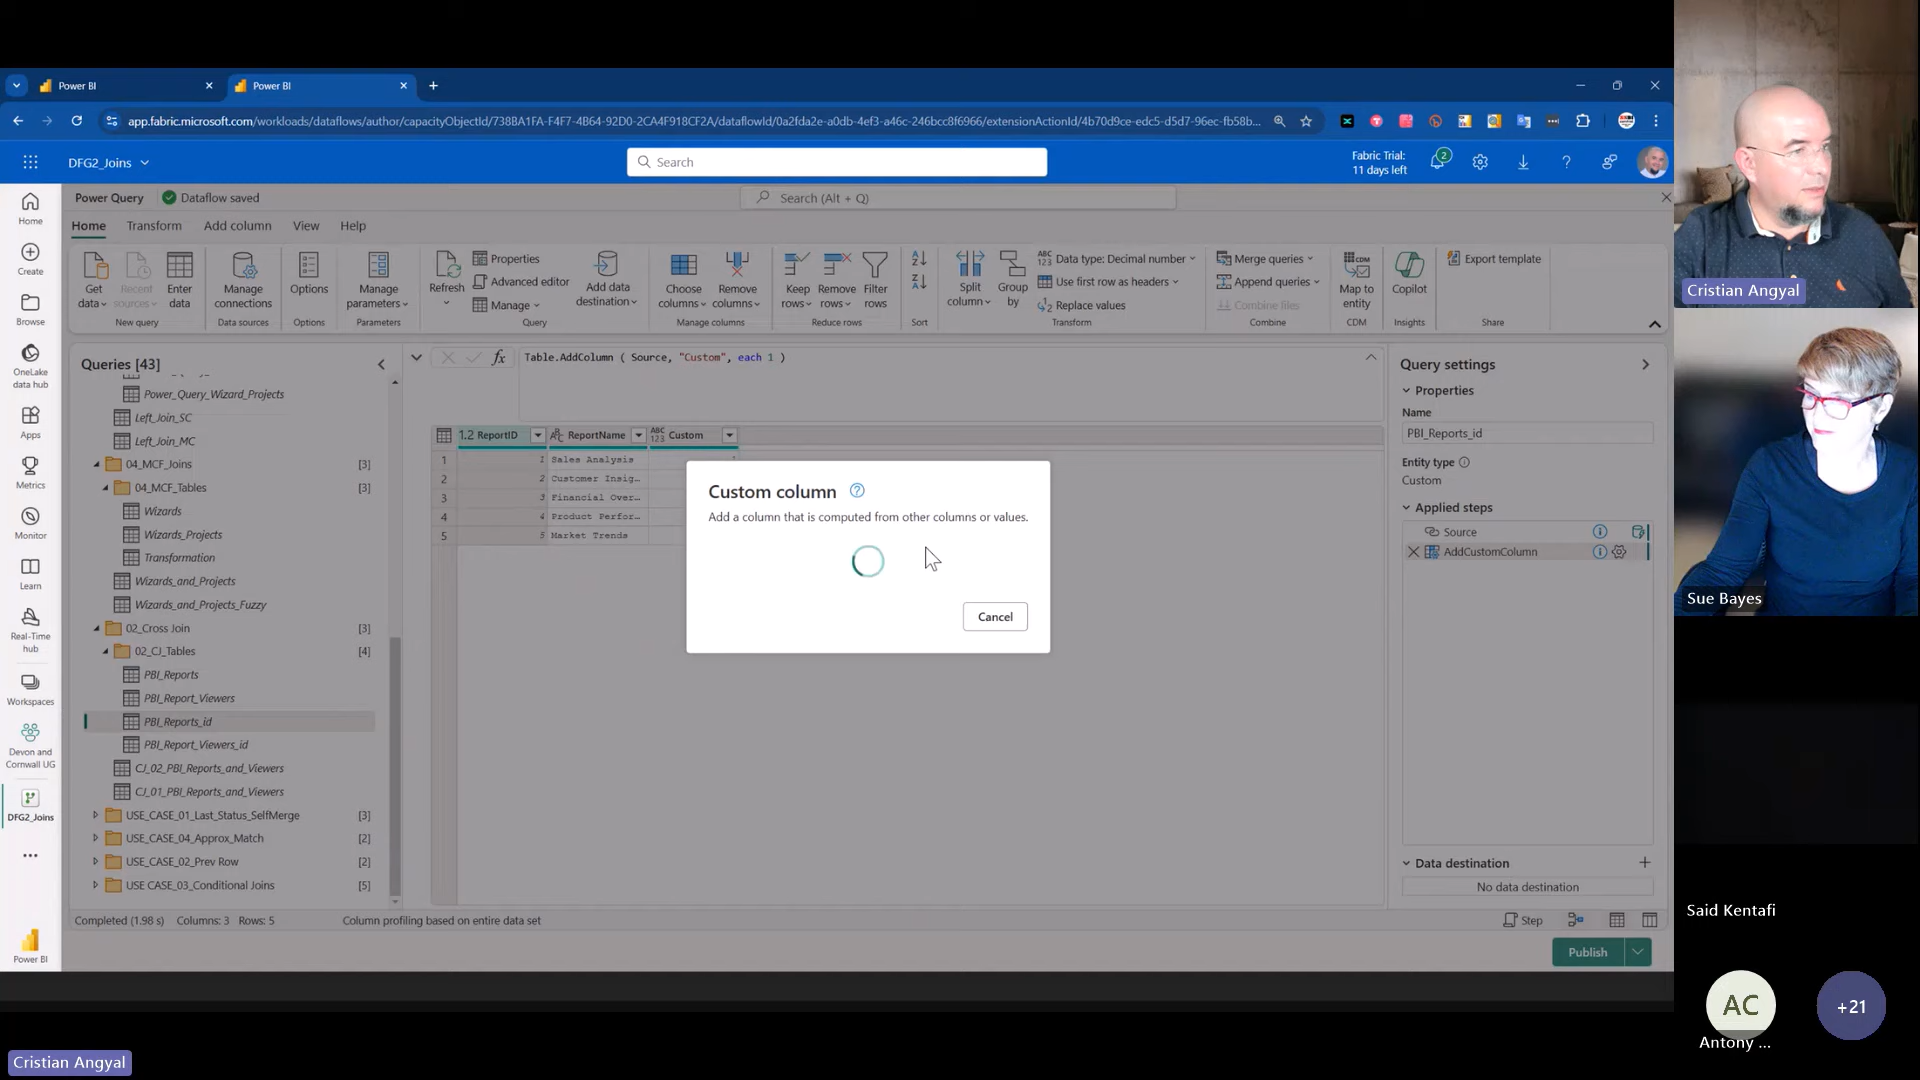 Power BI
Power BI
app.fabric.microsoft.com/workloads/dataflows/author/capacityObjectId/738BA1FA-F4F7-4B64-92D0-2CA4F918CF2A/dataflowId/0a2fda2e-a0db-4ef3-a46c-246bcc8f6966/extensionActionId/4b70d9ce-edc5-d5d7-96ec-fb58b...
DFG2_Joins
Search
Fabric Trial:
11 days left
2
Power Query
Dataflow saved
Search (Alt + Q)
Home
Transform
Add column
View
Help
Get data
Recent sources
Enter data
New query
Manage connections
Data sources
Options
Options
Manage parameters
Parameters
Refresh
Properties
Advanced editor
Manage
Add data destination
Query
Choose columns
Remove columns
Manage columns
Keep rows
Remove rows
Filter rows
Reduce rows
Sort
Split column
Group by
Data type: Decimal number
Use first row as headers
Replace values
Transform
Merge queries
Append queries
Combine files
Combine
Map to entity
CDM
Copilot
Insights
Export template
Share
Home
Create
Browse
OneLake data hub
Apps
Metrics
Monitor
Learn
Real-Time hub
Workspaces
Devon and Cornwall UG
DFG2_Joins
Power BI
Queries [43]
Power_Query_Wizard_Projects
Left_Join_SC
Left_Join_MC
04_MCF_Joins [3]
04_MCF_Tables [3]
Wizards
Wizards_Projects
Transformation
Wizards_and_Projects
Wizards_and_Projects_Fuzzy
02_Cross Join [3]
02_CJ_Tables [4]
PBI_Reports
PBI_Report_Viewers
PBI_Reports_id
PBI_Report_Viewers_id
CJ_02_PBI_Reports_and_Viewers
CJ_01_PBI_Reports_and_Viewers
USE_CASE_01_Last_Status_SelfMerge [3]
USE_CASE_04_Approx_Match [2]
USE_CASE_02_Prev Row [2]
USE CASE_03_Conditional Joins [5]
fx
Table.AddColumn ( Source, "Custom", each 1 )
1.2 ReportID
ReportName
ABC 123 Custom
1 1 Sales Analysis
2 2 Customer Insig...
3 3 Financial Over...
4 4 Product Perfor...
5 5 Market Trends
Custom column
Add a column that is computed from other columns or values.
Cancel
Query settings
Properties
Name
PBI_Reports_id
Entity type
Custom
Applied steps
Source
AddCustomColumn
Data destination
No data destination
Completed (1.98 s) Columns: 3 Rows: 5
Column profiling based on entire data set
Step
Publish
Cristian Angyal
Sue Bayes
Said Kentafi
AC
Antony ...
+21
Cristian Angyal